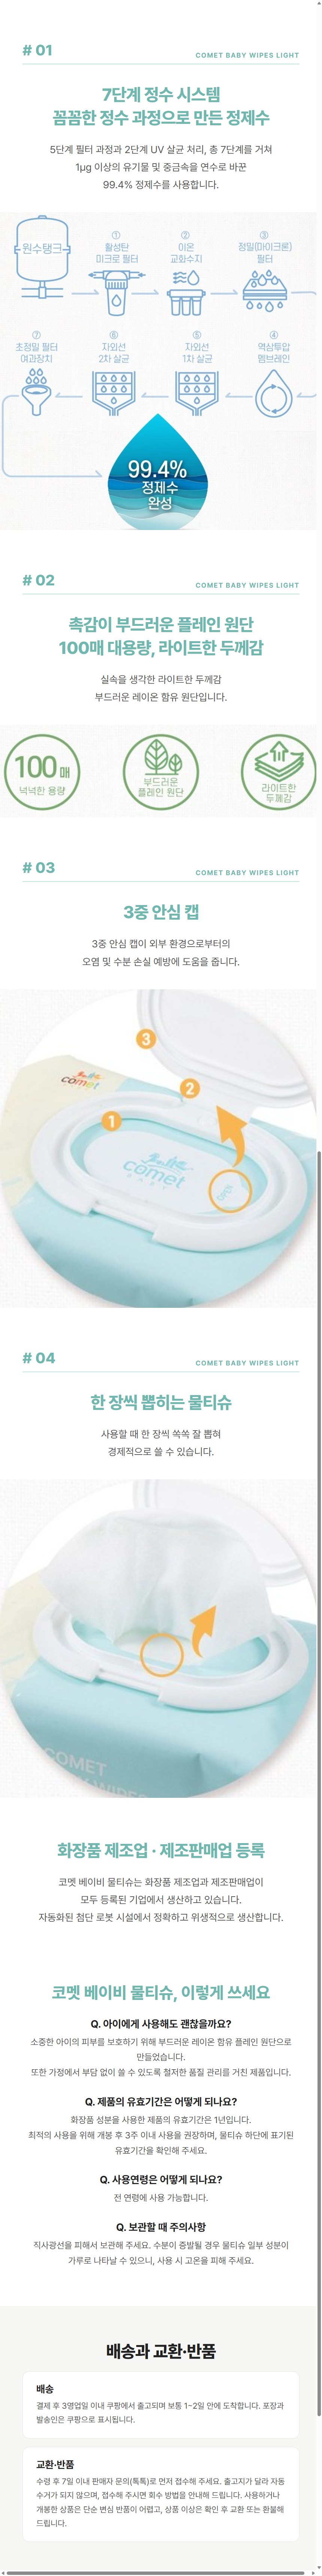 # 01
COMET BABY WIPES LIGHT
7단계 정수 시스템
꼼꼼한 정수 과정으로 만든 정제수
5단계 필터 과정과 2단계 UV 살균 처리, 총 7단계를 거쳐
1μg 이상의 유기물 및 중금속을 연수로 바꾼
99.4% 정제수를 사용합니다.
원수탱크
①
활성탄
미크로 필터
②
이온
교화수지
③
정밀(마이크론)
필터
⑦
초정밀 필터
여과장치
⑥
자외선
2차 살균
⑤
자외선
1차 살균
④
역삼투압
멤브레인
99.4%
정제수
완성
# 02
COMET BABY WIPES LIGHT
촉감이 부드러운 플레인 원단
100매 대용량, 라이트한 두께감
실속을 생각한 라이트한 두께감
부드러운 레이온 함유 원단입니다.
100 매
넉넉한 용량
부드러운
플레인 원단
라이트한
두께감
# 03
COMET BABY WIPES LIGHT
3중 안심 캡
3중 안심 캡이 외부 환경으로부터의
오염 및 수분 손실 예방에 도움을 줍니다.
3
comet
2
1
comet
BABY
OPEN
# 04
COMET BABY WIPES LIGHT
한 장씩 뽑히는 물티슈
사용할 때 한 장씩 쏙쏙 잘 뽑혀
경제적으로 쓸 수 있습니다.
COMET
BABY WIPES
화장품 제조업 · 제조판매업 등록
코멧 베이비 물티슈는 화장품 제조업과 제조판매업이
모두 등록된 기업에서 생산하고 있습니다.
자동화된 첨단 로봇 시설에서 정확하고 위생적으로 생산합니다.
코멧 베이비 물티슈, 이렇게 쓰세요
Q. 아이에게 사용해도 괜찮을까요?
소중한 아이의 피부를 보호하기 위해 부드러운 레이온 함유 플레인 원단으로
만들었습니다.
또한 가정에서 부담 없이 쓸 수 있도록 철저한 품질 관리를 거친 제품입니다.
Q. 제품의 유효기간은 어떻게 되나요?
화장품 성분을 사용한 제품의 유효기간은 1년입니다.
최적의 사용을 위해 개봉 후 3주 이내 사용을 권장하며, 물티슈 하단에 표기된
유효기간을 확인해 주세요.
Q. 사용연령은 어떻게 되나요?
전 연령에 사용 가능합니다.
Q. 보관할 때 주의사항
직사광선을 피해서 보관해 주세요. 수분이 증발될 경우 물티슈 일부 성분이
가루로 나타날 수 있으니, 사용 시 고온을 피해 주세요.
배송과 교환·반품
배송
결제 후 3영업일 이내 쿠팡에서 출고되며 보통 1~2일 안에 도착합니다. 포장과
발송인은 쿠팡으로 표시됩니다.
교환·반품
수령 후 7일 이내 판매자 문의(톡톡)로 먼저 접수해 주세요. 출고지가 달라 자동
수거가 되지 않으며, 접수해 주시면 회수 방법을 안내해 드립니다. 사용하거나
개봉한 상품은 단순 변심 반품이 어렵고, 상품 이상은 확인 후 교환 또는 환불해
드립니다.